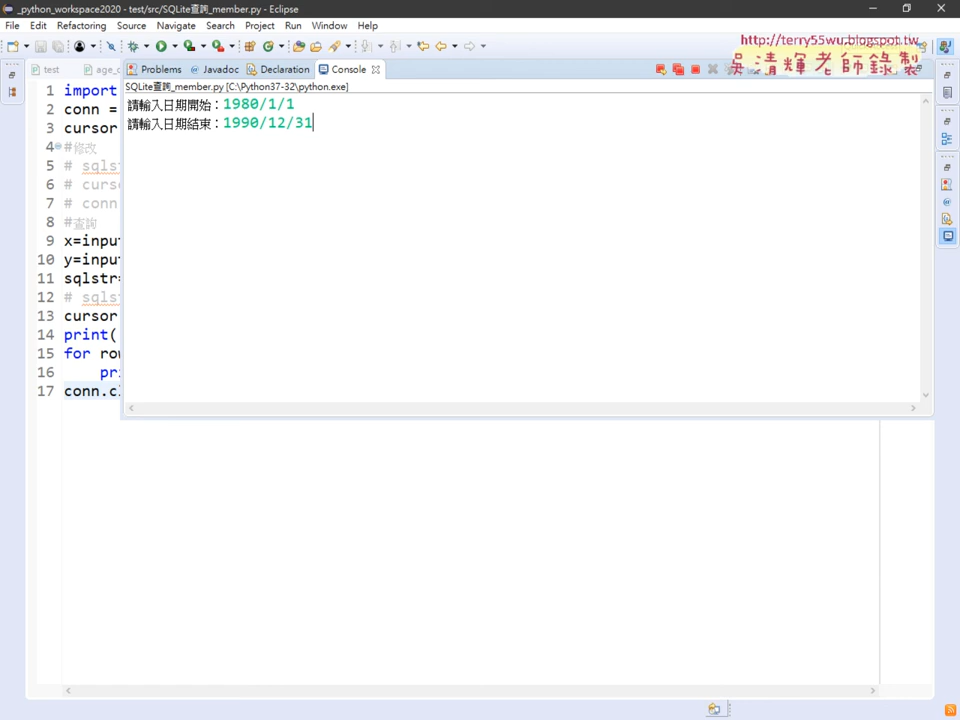 _python_workspace2020 - test/src/SQLite查詢_member.py - Eclipse
File Edit Refactoring Source Navigate Search Project Run Window Help
http://terry55wu.blogspot.tw
吳清輝老師錄製
test age_c
Problems @ Javadoc Declaration Console
SQLite查詢_member.py [C:\Python37-32\python.exe]
請輸入日期開始：1980/1/1
請輸入日期結束：1990/12/31
1 import
2 conn =
3 cursor
4 #修改
5 # sqls
6 # curs
7 # conn
8 #查詢
9 x=input
10 y=input
11 sqlstr=
12 # sqls
13 cursor
14 print(
15 for row
16 pri
17 conn.cl